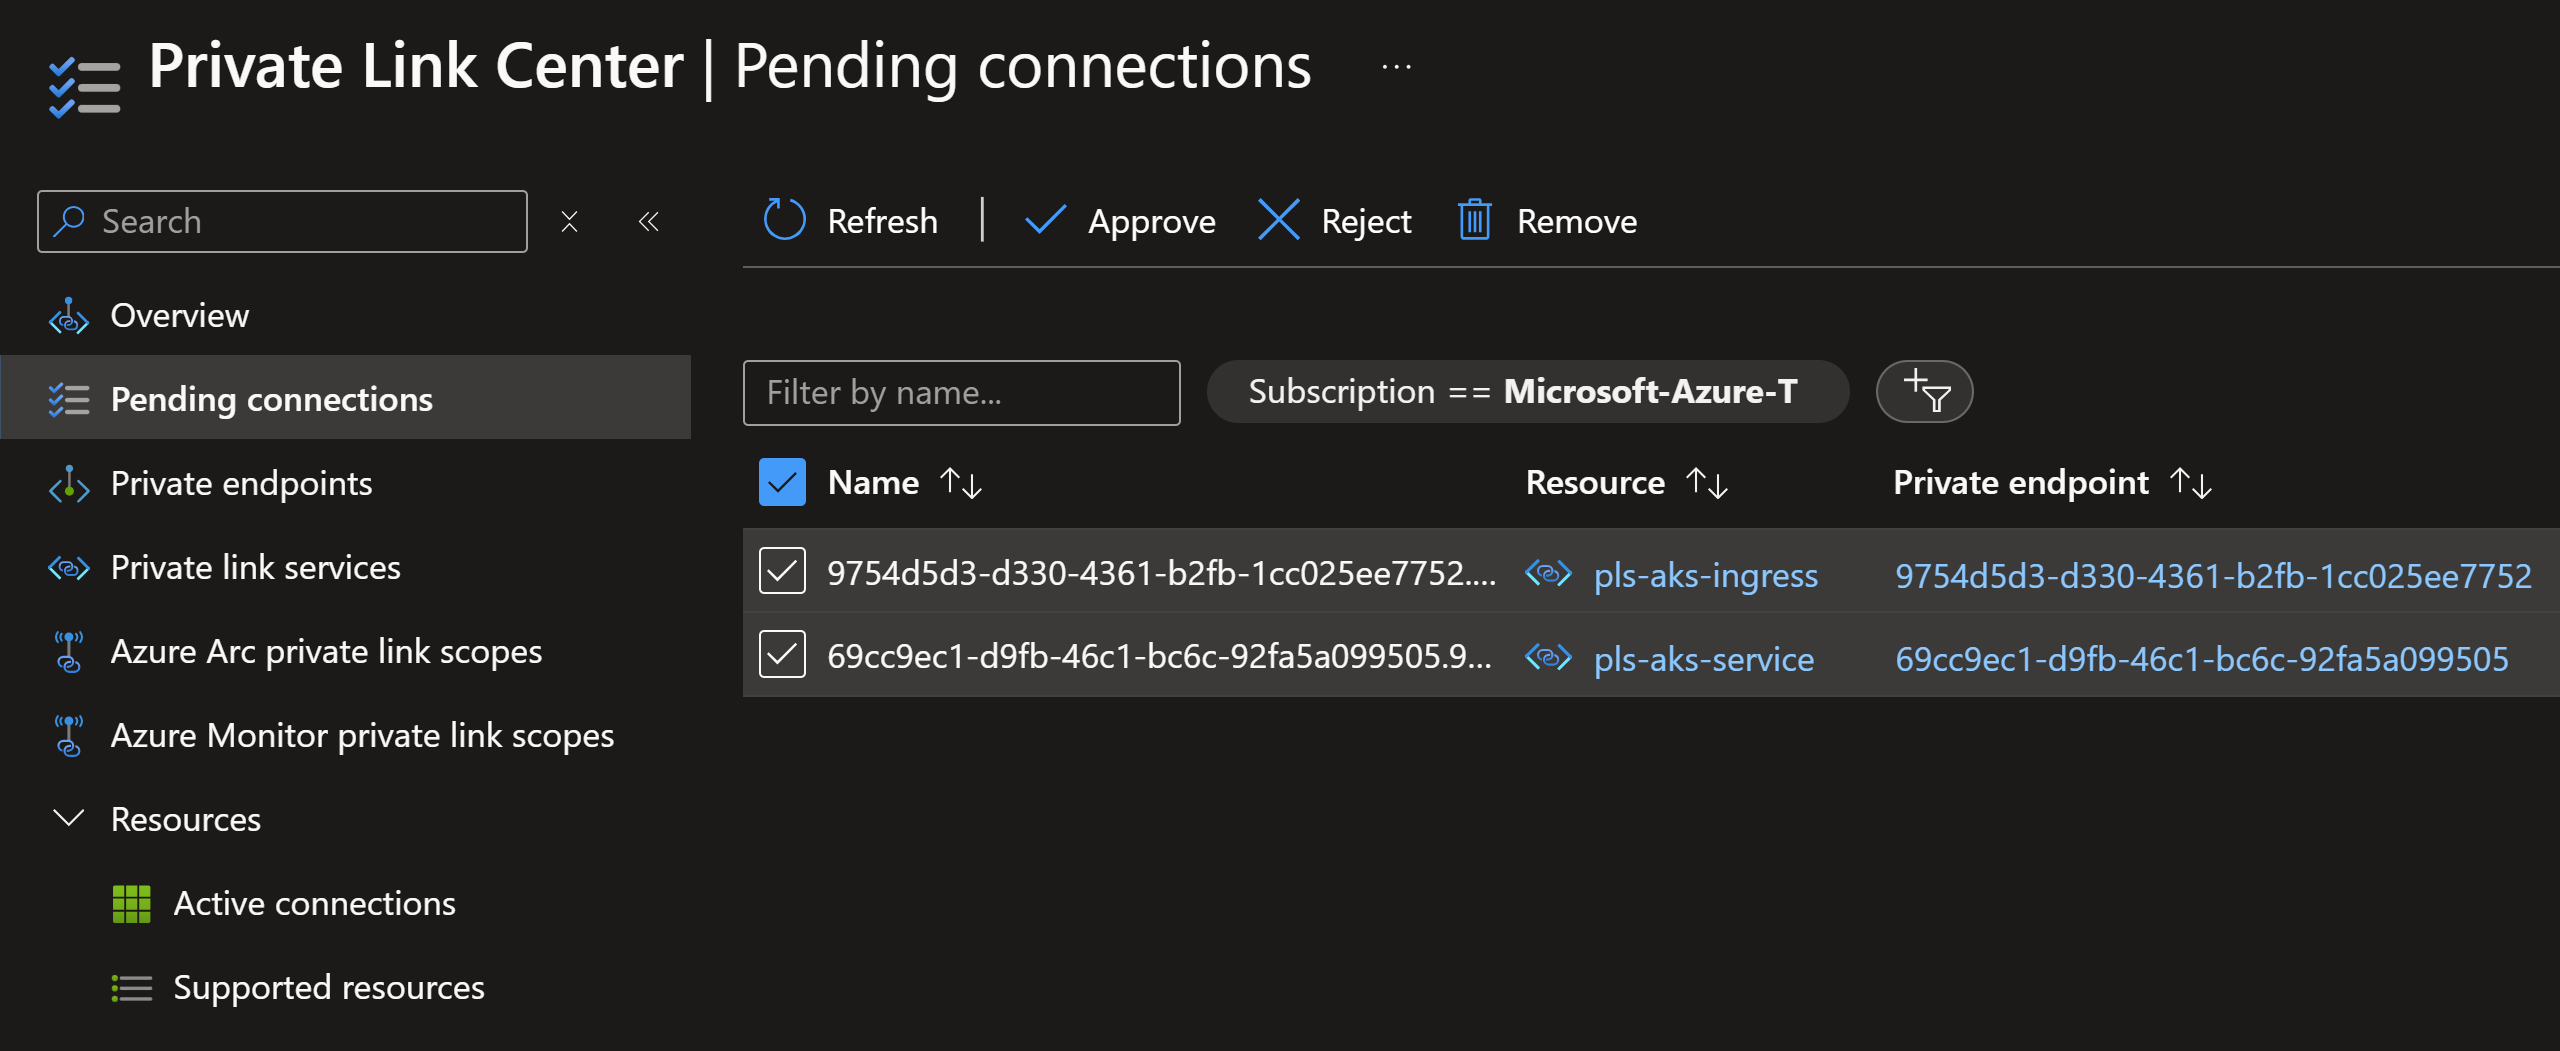 Private Link Center | Pending connections ...
Search
Refresh | Approve Reject Remove
Overview
Pending connections
Private endpoints
Private link services
Azure Arc private link scopes
Azure Monitor private link scopes
Resources
Active connections
Supported resources
Filter by name...
Subscription == Microsoft-Azure-T
Name Resource Private endpoint
9754d5d3-d330-4361-b2fb-1cc025ee7752.... pls-aks-ingress 9754d5d3-d330-4361-b2fb-1cc025ee7752
69cc9ec1-d9fb-46c1-bc6c-92fa5a099505.9... pls-aks-service 69cc9ec1-d9fb-46c1-bc6c-92fa5a099505